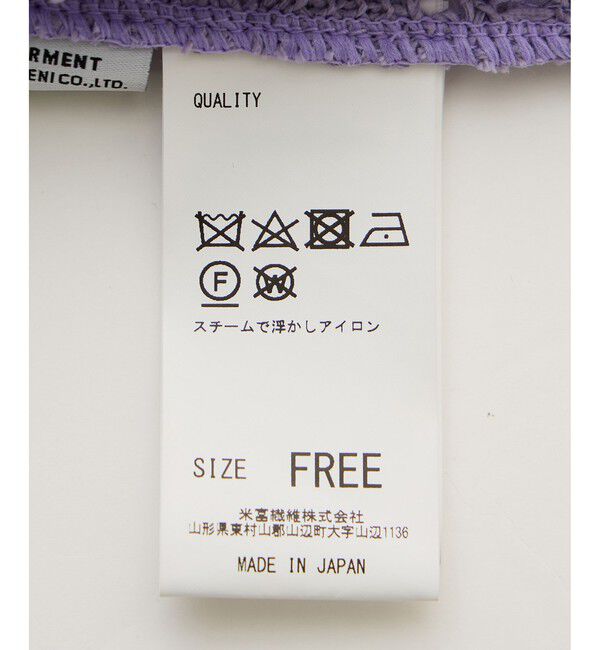 RMENT
ENI CO.,LTD.
QUALITY
F
W
スチームで浮かしアイロン
SIZE FREE
米富繊維株式会社
山形県東村山郡山辺町大字山辺1136
MADE IN JAPAN